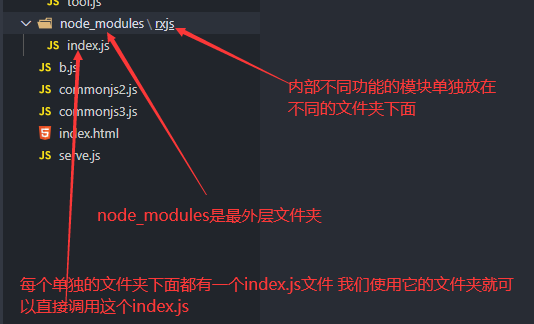 tool.js
node_modules \ rxjs
JS index.js
JS b.js
JS commonjs2.js
JS commonjs3.js
index.html
JS serve.js
内部不同功能的模块单独放在
不同的文件夹下面
node_modules是最外层文件夹
每个单独的文件夹下面都有一个index.js文件 我们使用它的文件夹就可
以直接调用这个index.js